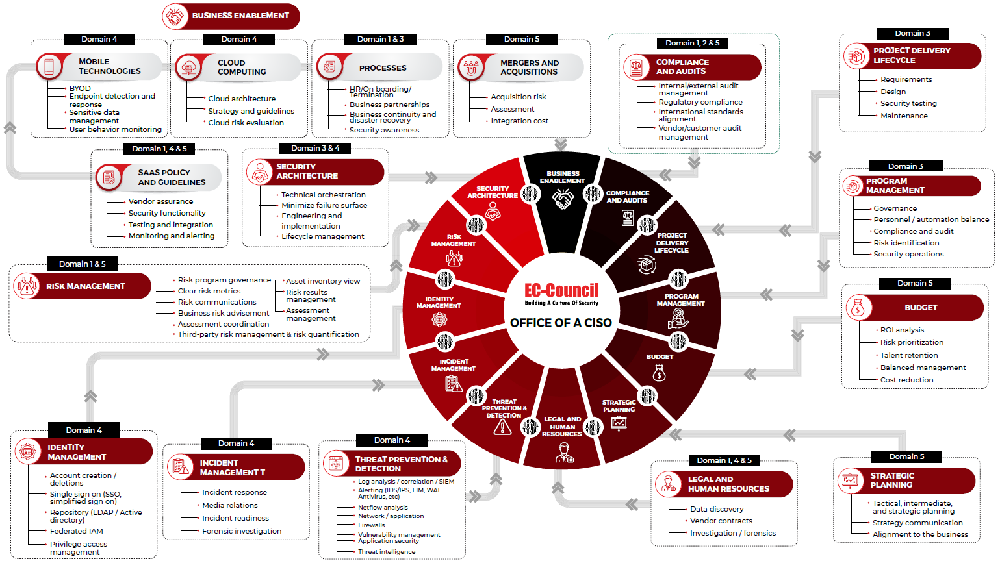 BUSINESS ENABLEMENT
Domain 4
MOBILE
TECHNOLOGIES
BYOD
Endpoint detection and
response
Sensitive data
management
User behavior monitoring
Domain 4
CLOUD
COMPUTING
Cloud architecture
Strategy and guidelines
Cloud risk evaluation
Domain 1 & 3
PROCESSES
HR/On boarding/
Termination
Business partnerships
Business continuity and
disaster recovery
Security awareness
Domain 5
MERGERS AND
ACQUISITIONS
Acquisition risk
Assessment
Integration cost
Domain 1, 2 & 5
COMPLIANCE
AND AUDITS
Internal/external audit
management
Regulatory compliance
International standards
alignment
Vendor/customer audit
management
Domain 3
PROJECT DELIVERY
LIFECYCLE
Requirements
Design
Security testing
Maintenance
Domain 1, 4 & 5
SAAS POLICY
AND GUIDELINES
Vendor assurance
Security functionality
Testing and integration
Monitoring and alerting
Domain 3 & 4
SECURITY
ARCHITECTURE
Technical orchestration
Minimize failure surface
Engineering and
implementation
Lifecycle management
Domain 3
PROGRAM
MANAGEMENT
Governance
Personnel / automation balance
Compliance and audit
Risk identification
Security operations
Domain 1 & 5
RISK MANAGEMENT
Risk program governance
Clear risk metrics
Risk communications
Business risk advisement
Assessment coordination
Third-party risk management & risk quantification
Asset inventory view
Risk results
management
Assessment
management
BUSINESS
ENABLEMENT
COMPLIANCE
AND AUDITS
PROJECT
DELIVERY
LIFECYCLE
PROGRAM
MANAGEMENT
BUDGET
STRATEGIC
PLANNING
LEGAL AND
HUMAN
RESOURCES
THREAT
PREVENTION &
DETECTION
INCIDENT
MANAGEMENT
IDENTITY
MANAGEMENT
RISK
MANAGEMENT
SECURITY
ARCHITECTURE
EC-Council
Building A Culture Of Security
OFFICE OF A CISO
Domain 5
BUDGET
ROI analysis
Risk prioritization
Talent retention
Balanced management
Cost reduction
Domain 4
IDENTITY
MANAGEMENT
Account creation /
deletions
Single sign on (SSO,
simplified sign on)
Repository (LDAP / Active
directory)
Federated IAM
Privilege access
management
Domain 4
INCIDENT
MANAGEMENT T
Incident response
Media relations
Incident readiness
Forensic investigation
Domain 4
THREAT PREVENTION &
DETECTION
Log analysis / correlation / SIEM
Alerting (IDS/IPS, FIM, WAF
Antivirus, etc)
Netflow analysis
Network / application
Firewalls
Vulnerability management
Application security
Threat intelligence
Domain 1, 4 & 5
LEGAL AND
HUMAN RESOURCES
Data discovery
Vendor contracts
Investigation / forensics
Domain 5
STRATEGIC
PLANNING
Tactical, intermediate,
and strategic planning
Strategy communication
Alignment to the business